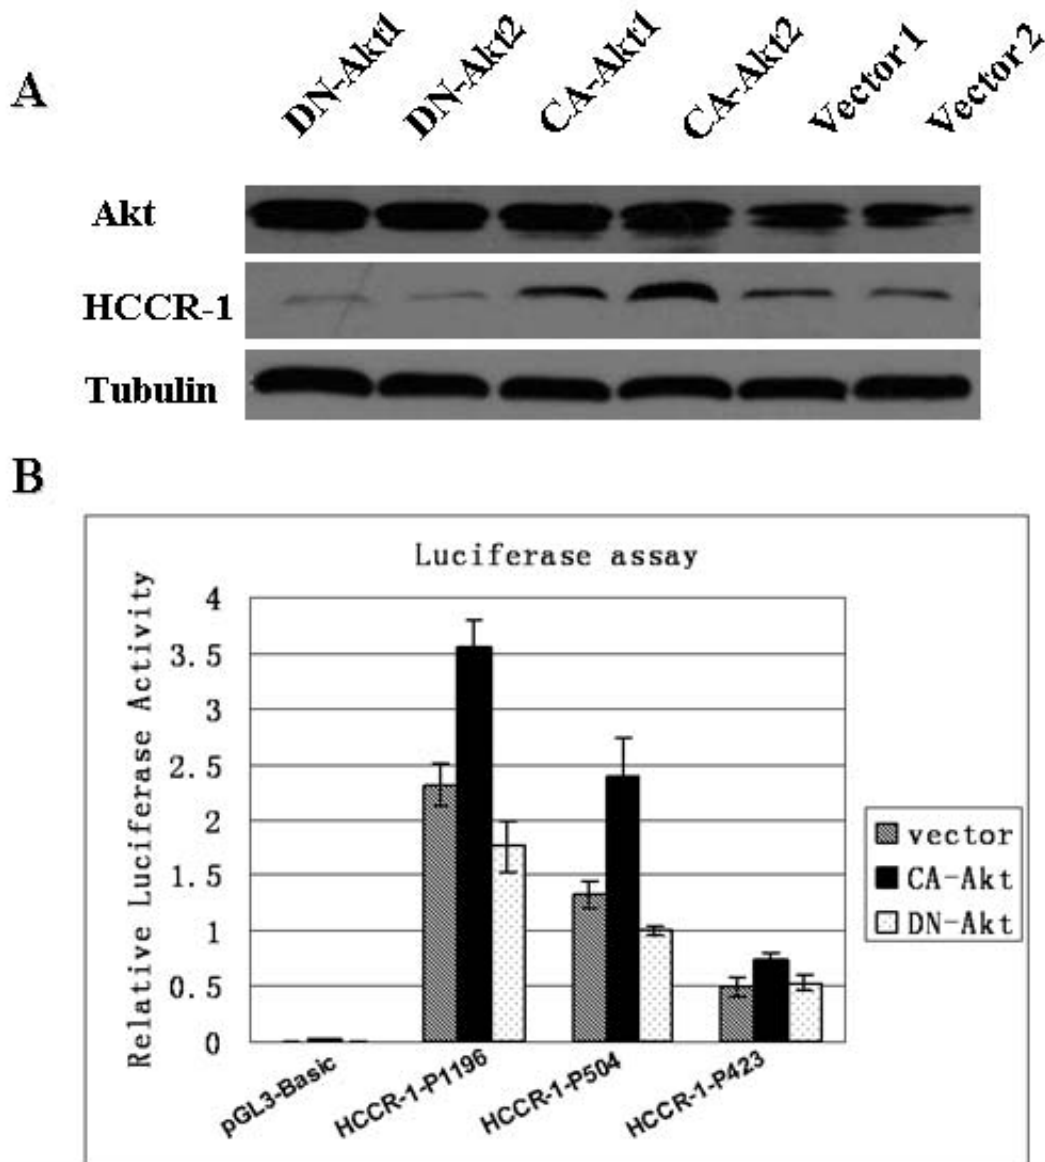 A
DN-Akt1 DN-Akt2 CA-Akt1 CA-Akt2 Vector 1 Vector 2
Akt
HCCR-1
Tubulin
B
Luciferase assay
Relative Luciferase Activity
4
3.5
3
2.5
2
1.5
1
0.5
0
pGL3-Basic HCCR-1-P1196 HCCR-1-P504 HCCR-1-P423
vector
CA-Akt
DN-Akt